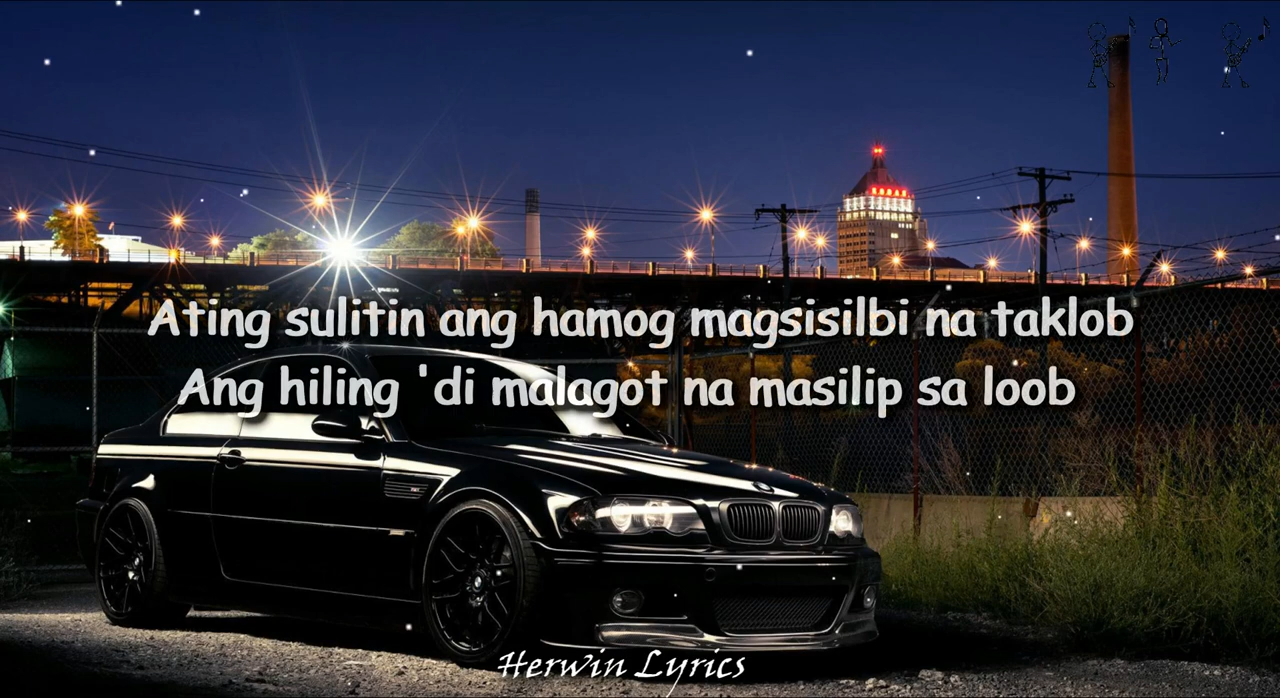 Ating sulitin ang hamog magsisilbi na taklob
Ang hiling 'di malagot na masilip sa loob
Herwin Lyrics